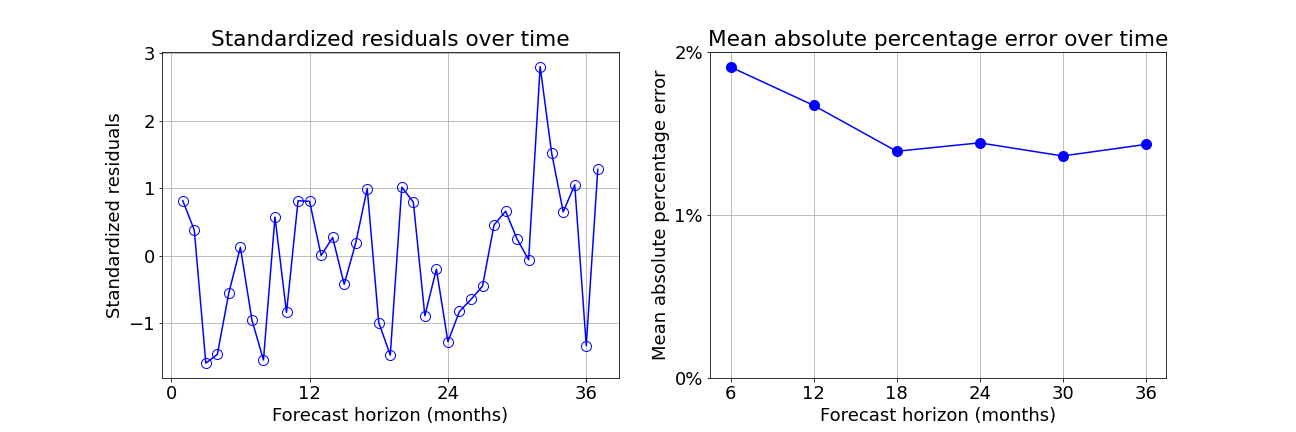 Standardized residuals over time
Standardized residuals
3
2
1
0
−1
0 12 24 36
Forecast horizon (months)
Mean absolute percentage error over time
Mean absolute percentage error
2%
1%
0%
6 12 18 24 30 36
Forecast horizon (months)